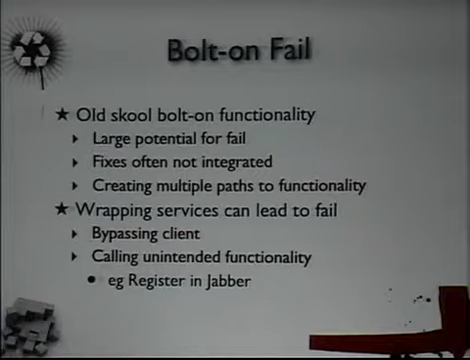 Bolt-on Fail
Old skool bolt-on functionality
Large potential for fail
Fixes often not integrated
Creating multiple paths to functionality
Wrapping services can lead to fail
Bypassing client
Calling unintended functionality
eg Register in Jabber